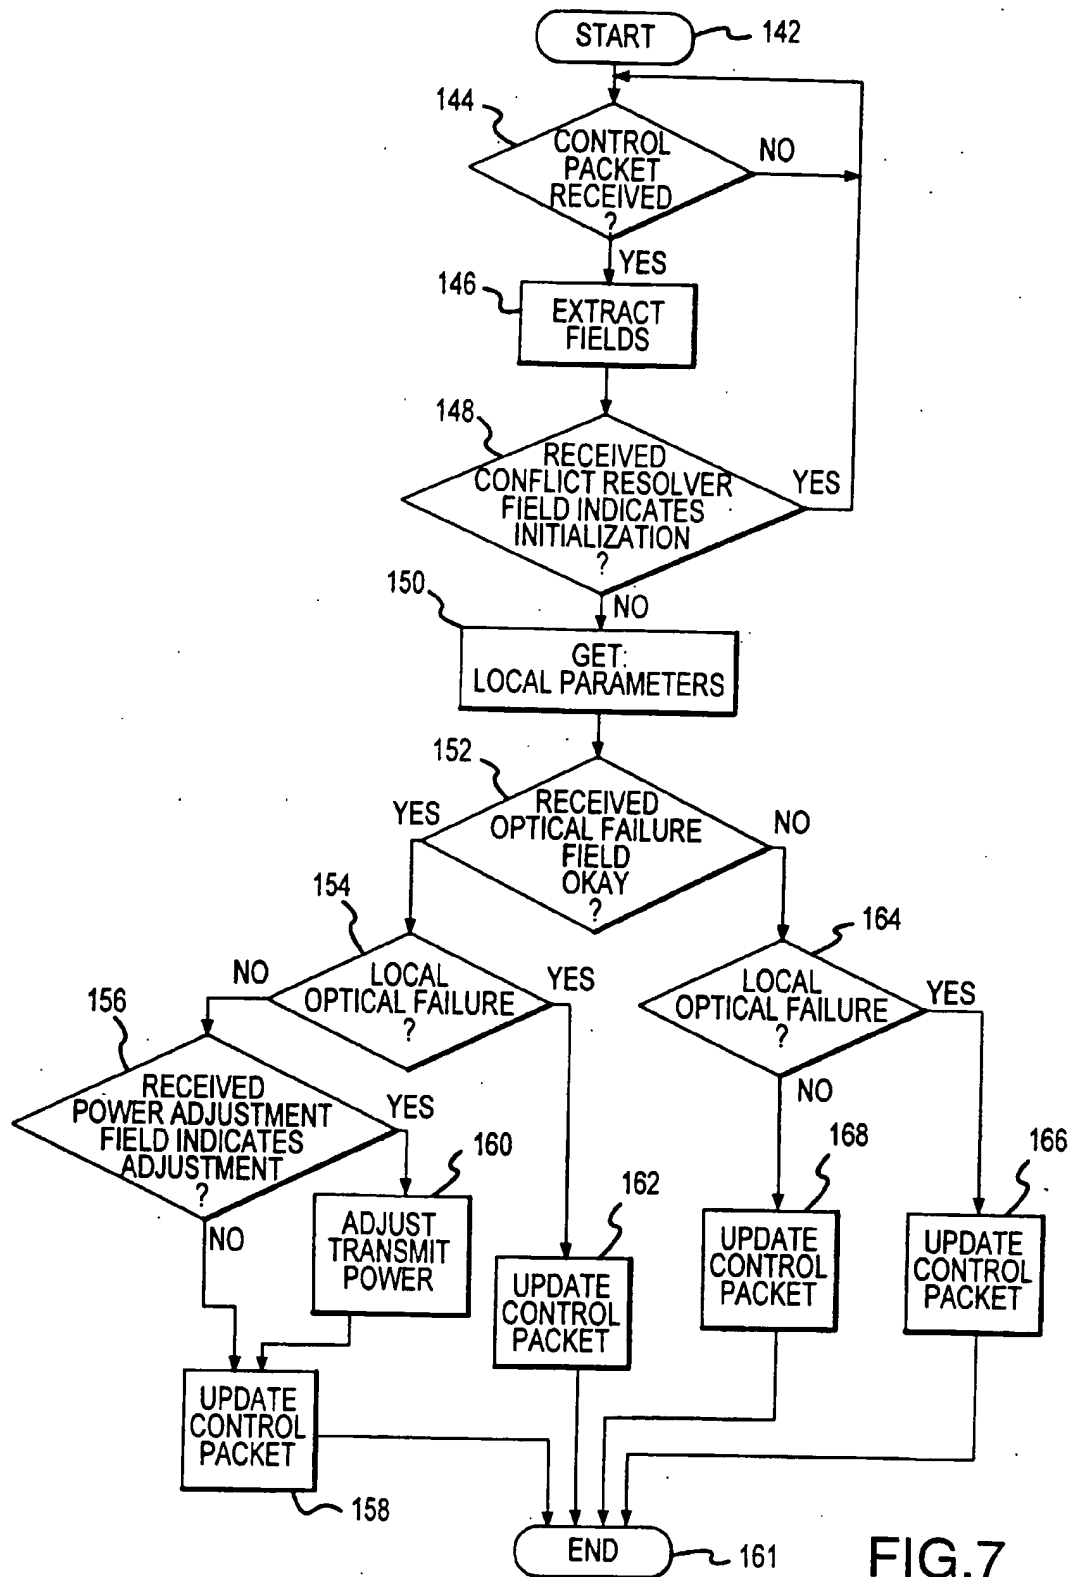 START
142
144
CONTROL
PACKET
RECEIVED
?
NO
YES
146
EXTRACT
FIELDS
148
RECEIVED
CONFLICT RESOLVER
FIELD INDICATES
INITIALIZATION
?
YES
NO
150
GET:
LOCAL PARAMETERS
152
RECEIVED
OPTICAL FAILURE
FIELD
OKAY
?
YES
NO
154
LOCAL
OPTICAL FAILURE
?
NO
YES
164
LOCAL
OPTICAL FAILURE
?
YES
NO
156
RECEIVED
POWER ADJUSTMENT
FIELD INDICATES
ADJUSTMENT
?
YES
NO
160
ADJUST
TRANSMIT
POWER
162
UPDATE
CONTROL
PACKET
168
UPDATE
CONTROL
PACKET
166
UPDATE
CONTROL
PACKET
UPDATE
CONTROL
PACKET
158
END
161
FIG.7